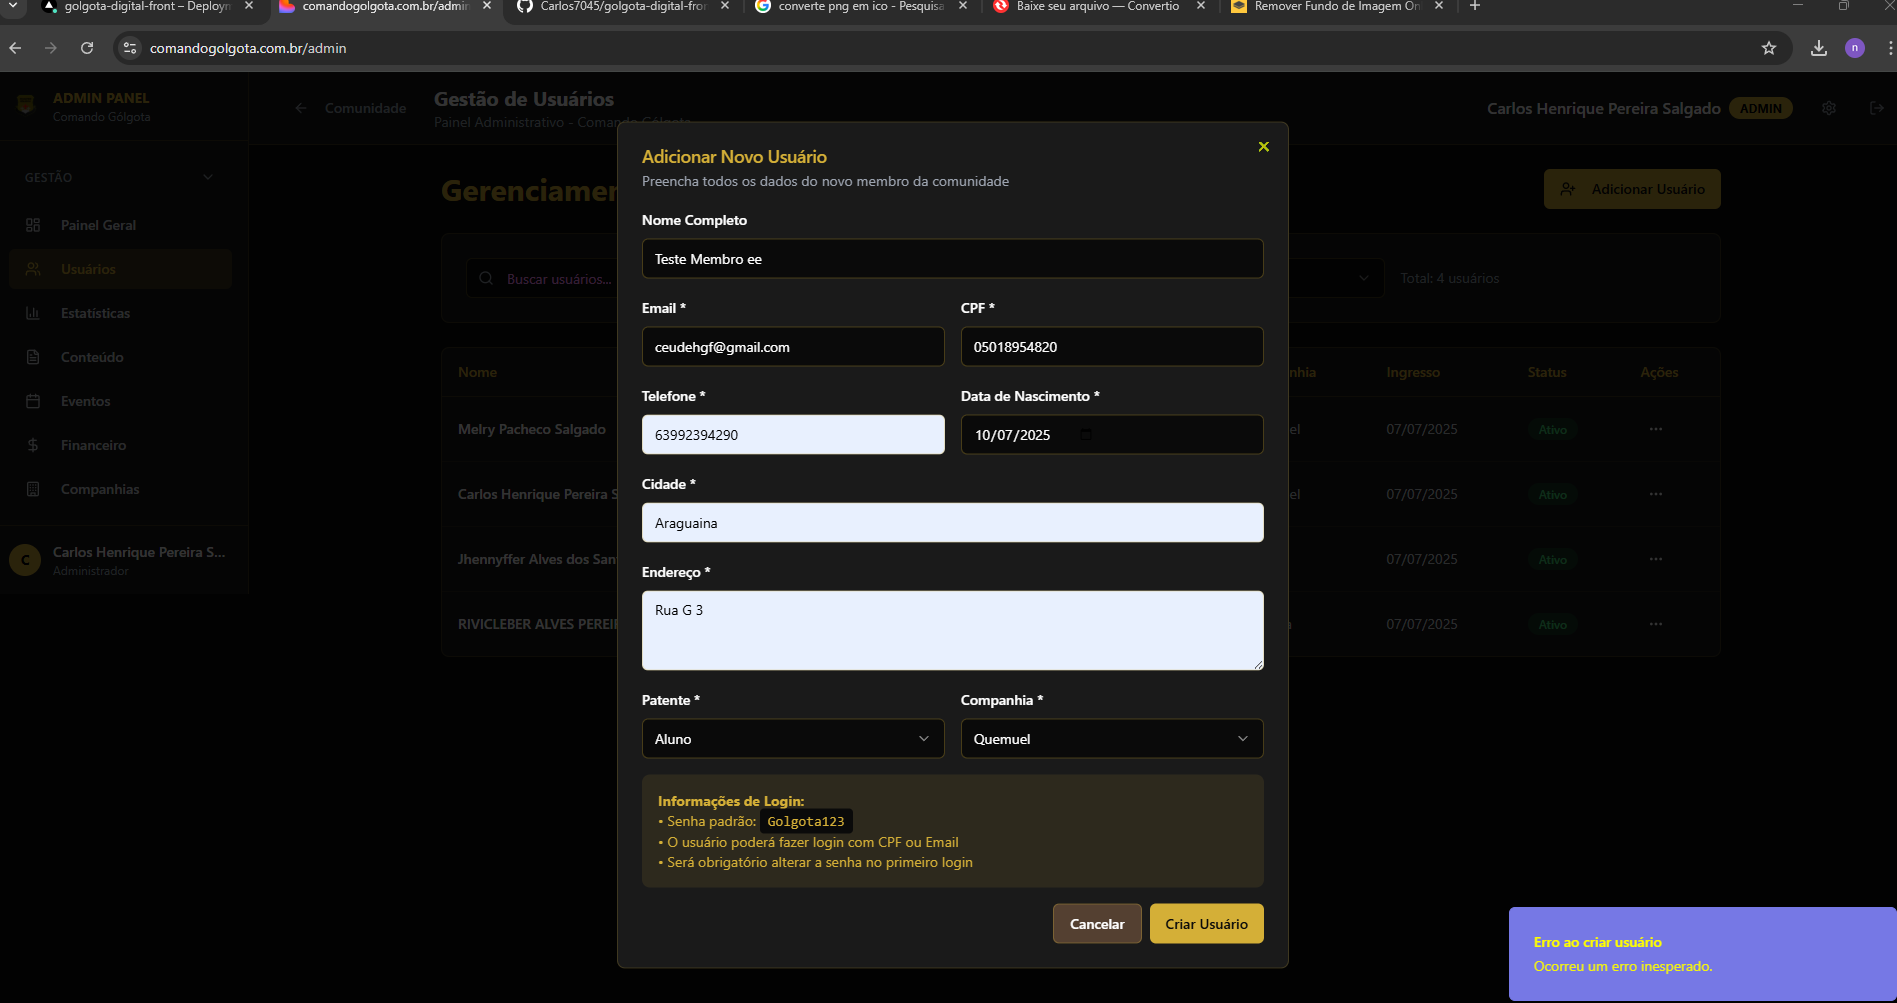 golgota-digital-front – Deploym
comandogolgota.com.br/admin
Carlos7045/golgota-digital-fron
converte png em ico - Pesquisa
Baixe seu arquivo — Convertio
Remover Fundo de Imagem On
comandogolgota.com.br/admin
n
ADMIN PANEL
Comando Gólgota
Comunidade
Gestão de Usuários
Painel Administrativo - Comando Gólgota
Carlos Henrique Pereira Salgado
ADMIN
GESTÃO
Painel Geral
Usuários
Estatísticas
Conteúdo
Eventos
Financeiro
Companhias
C
Carlos Henrique Pereira S...
Administrador
Gerenciamen
Adicionar Usuário
Buscar usuários...
Total: 4 usuários
Nome
nhia
Ingresso
Status
Ações
Melry Pacheco Salgado
el
07/07/2025
Ativo
Carlos Henrique Pereira S
el
07/07/2025
Ativo
Jhennyffer Alves dos San
07/07/2025
Ativo
RIVICLEBER ALVES PEREIR
07/07/2025
Ativo
Adicionar Novo Usuário
Preencha todos os dados do novo membro da comunidade
Nome Completo
Teste Membro ee
Email *
CPF *
ceudehgf@gmail.com
05018954820
Telefone *
Data de Nascimento *
63992394290
10/07/2025
Cidade *
Araguaina
Endereço *
Rua G 3
Patente *
Companhia *
Aluno
Quemuel
Informações de Login:
• Senha padrão: Golgota123
• O usuário poderá fazer login com CPF ou Email
• Será obrigatório alterar a senha no primeiro login
Cancelar
Criar Usuário
Erro ao criar usuário
Ocorreu um erro inesperado.